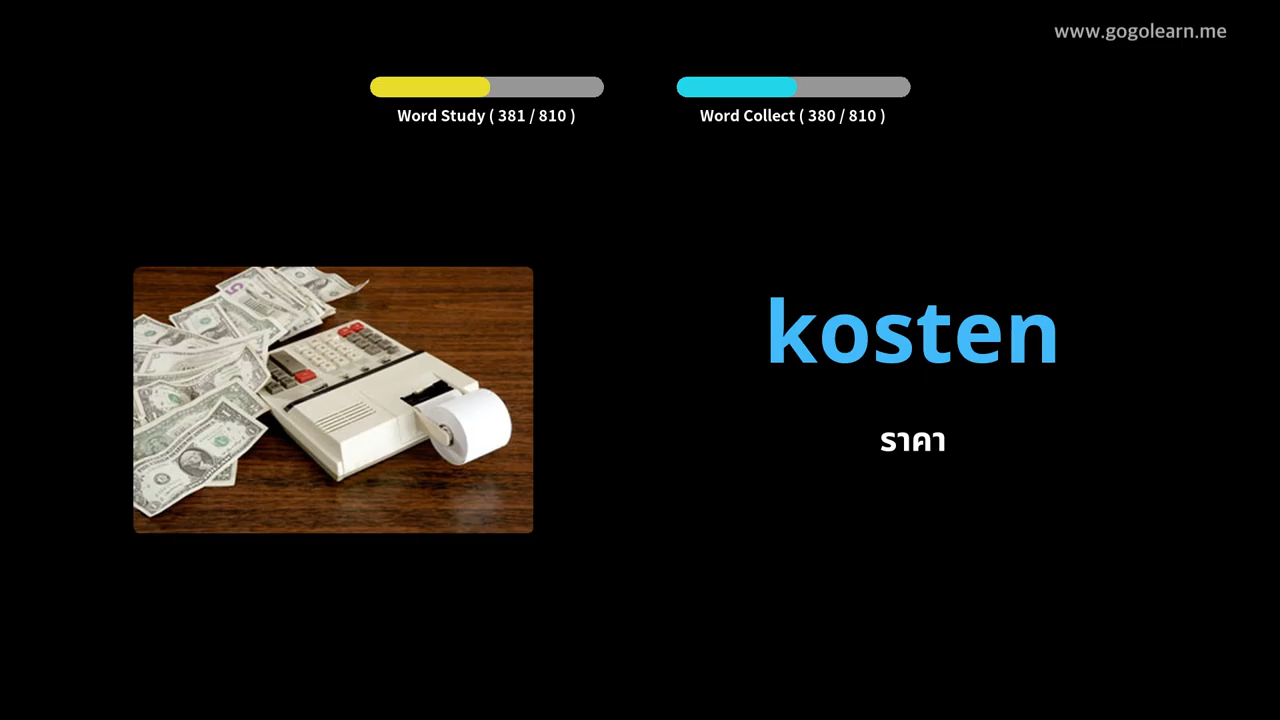 www.gogolearn.me
Word Study ( 381 / 810 )
Word Collect ( 380 / 810 )
kosten
ราคา